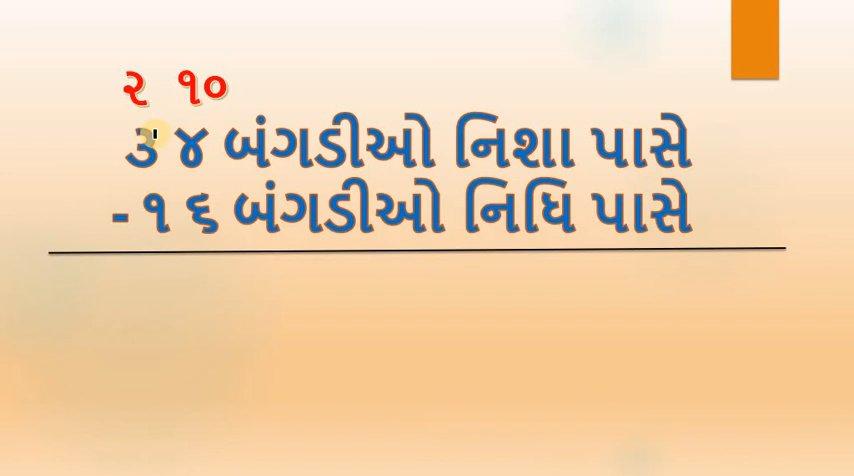 ૨ ૧૦
૩ ૪ બંગડીઓ નિશા પાસે
- ૧ ૬ બંગડીઓ નિધિ પાસે